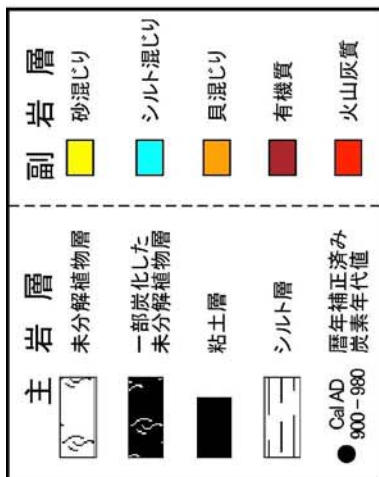 主岩層
未分解植物層
一部炭化した
未分解植物層
粘土層
シルト層
Cal AD
900-980
暦年補正済み
炭素年代値
副岩層
砂混じり
シルト混じり
貝混じり
有機質
火山灰質